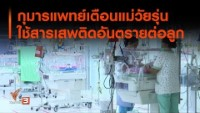 กุมารแพทย์เตือนแม่วัยรุ่น
ใช้สารเสพติดอันตรายต่อลูก
3